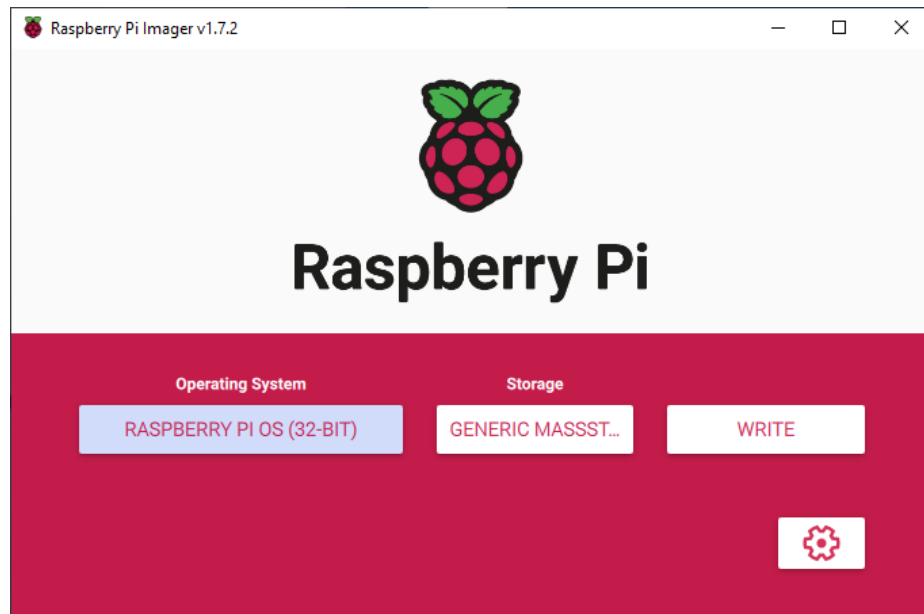 Raspberry Pi Imager v1.7.2
Raspberry Pi
Operating System
Storage
RASPBERRY PI OS (32-BIT)
GENERIC MASSST...
WRITE